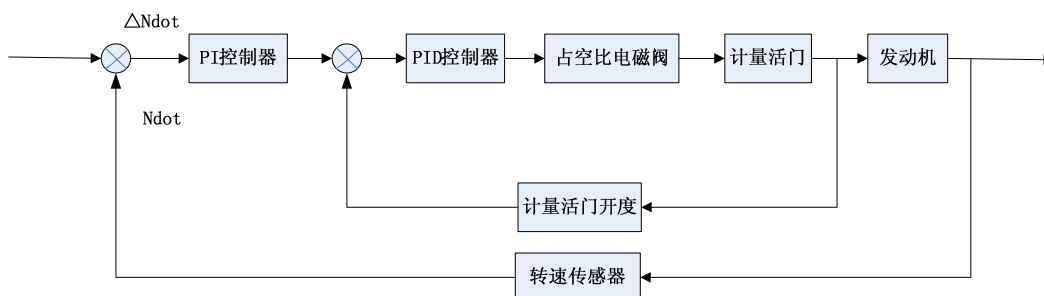 △Ndot
PI控制器
PID控制器
占空比电磁阀
计量活门
发动机
Ndot
计量活门开度
转速传感器